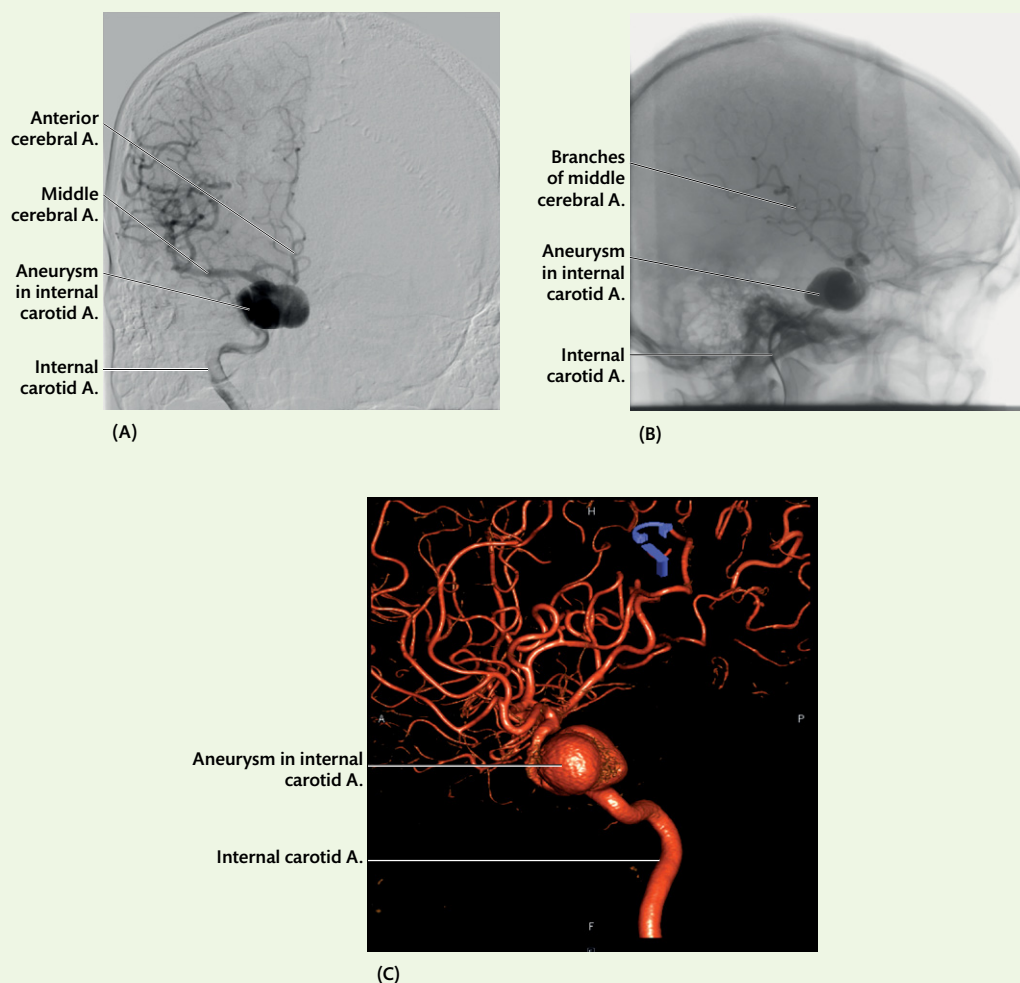 Anterior
cerebral A.
Middle
cerebral A.
Aneurysm
in internal
carotid A.
Internal
carotid A.
(A)
Branches
of middle
cerebral A.
Aneurysm
in internal
carotid A.
Internal
carotid A.
(B)
H
A
P
Aneurysm in internal
carotid A.
Internal carotid A.
F
(C)